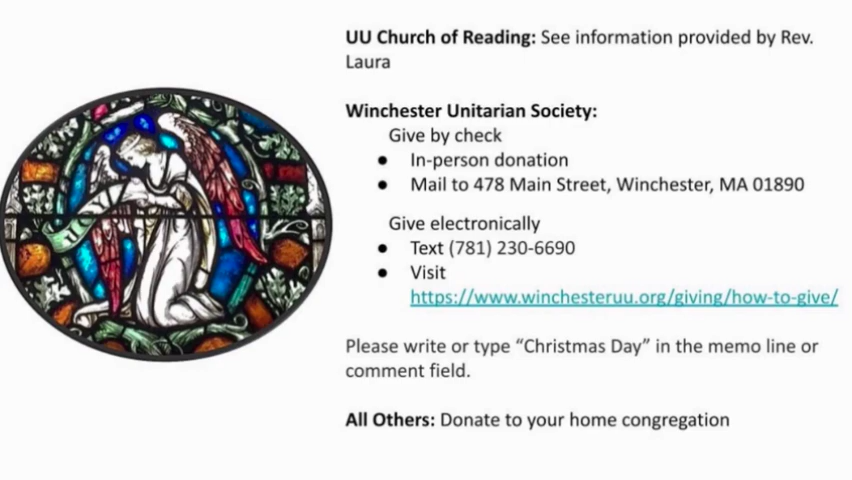 UU Church of Reading: See information provided by Rev.
Laura
Winchester Unitarian Society:
Give by check
● In-person donation
● Mail to 478 Main Street, Winchester, MA 01890
Give electronically
● Text (781) 230-6690
● Visit
https://www.winchesteruu.org/giving/how-to-give/
Please write or type “Christmas Day” in the memo line or
comment field.
All Others: Donate to your home congregation